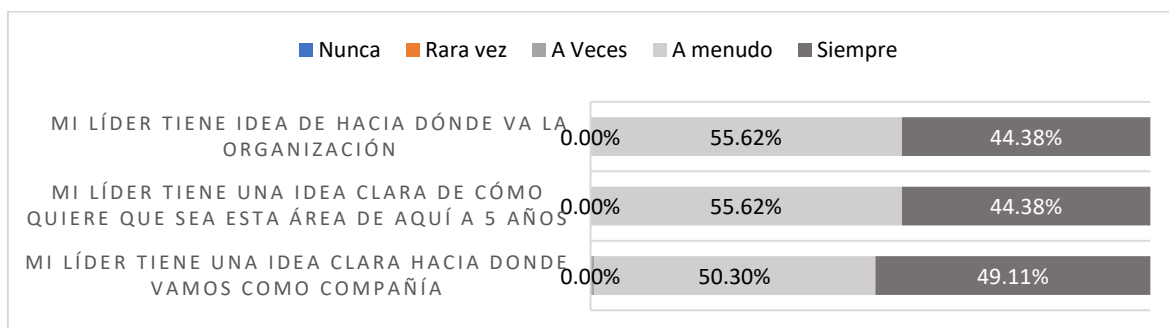 Nunca Rara vez A Veces A menudo Siempre
MI LÍDER TIENE IDEA DE HACIA DÓNDE VA LA
ORGANIZACIÓN
0.00% 55.62% 44.38%
MI LÍDER TIENE UNA IDEA CLARA DE CÓMO
QUIERE QUE SEA ESTA ÁREA DE AQUÍ A 5 AÑOS
0.00% 55.62% 44.38%
MI LÍDER TIENE UNA IDEA CLARA HACIA DONDE
VAMOS COMO COMPAÑÍA
0.00% 50.30% 49.11%